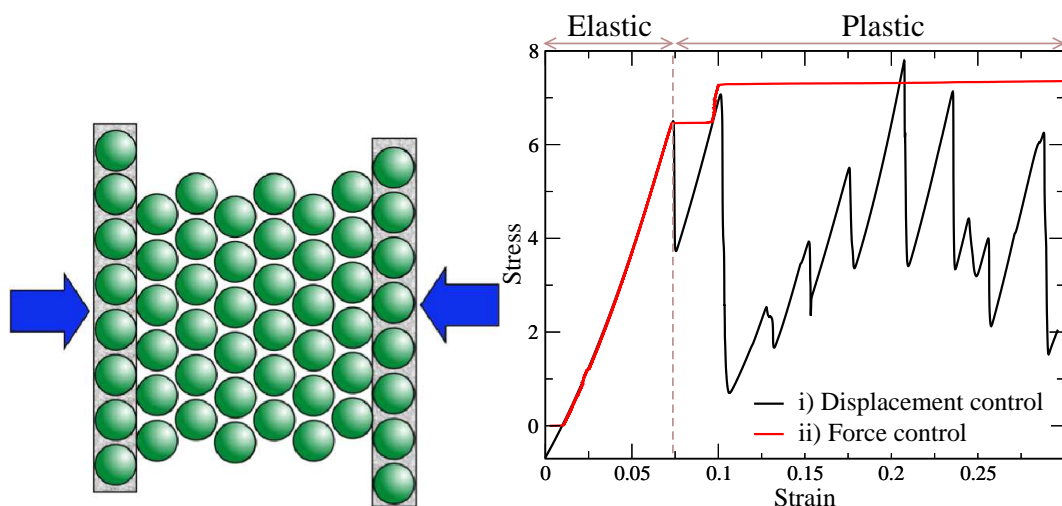 Elastic Plastic
8
6
4
2
0
Stress
i) Displacement control
ii) Force control
0 0.05 0.1 0.15 0.2 0.25
Strain